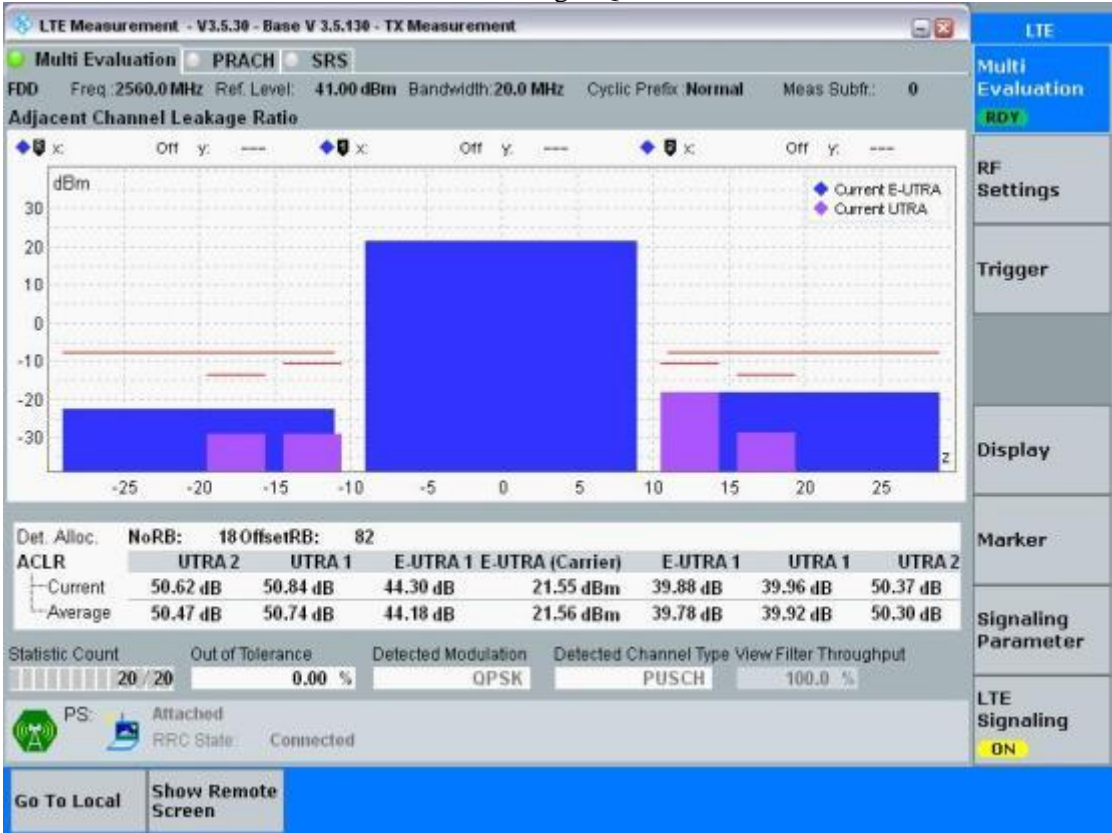 LTE Measurement - V3.5.30 - Base V 3.5.130 - TX Measurement
LTE
Multi Evaluation PRACH SRS
Multi Evaluation
RDY
FDD Freq.:2560.0 MHz Ref. Level: 41.00 dBm Bandwidth:20.0 MHz Cyclic Prefix:Normal Meas Subfr.: 0
Adjacent Channel Leakage Ratio
x: Off y: --- x: Off y: --- x: Off y: ---
RF Settings
dBm
Current E-UTRA
Current UTRA
30
20
10
0
-10
-20
-30
Trigger
z
-25 -20 -15 -10 -5 0 5 10 15 20 25
Display
Det. Alloc. NoRB: 18 OffsetRB: 82
Marker
ACLR UTRA 2 UTRA 1 E-UTRA 1 E-UTRA (Carrier) E-UTRA 1 UTRA 1 UTRA 2
Current 50.62 dB 50.84 dB 44.30 dB 21.55 dBm 39.88 dB 39.96 dB 50.37 dB
Average 50.47 dB 50.74 dB 44.18 dB 21.56 dBm 39.78 dB 39.92 dB 50.30 dB
Signaling Parameter
Statistic Count Out of Tolerance Detected Modulation Detected Channel Type View Filter Throughput
20 / 20 0.00 % QPSK PUSCH 100.0 %
LTE Signaling
ON
PS: Attached
RRC State: Connected
Go To Local Show Remote Screen